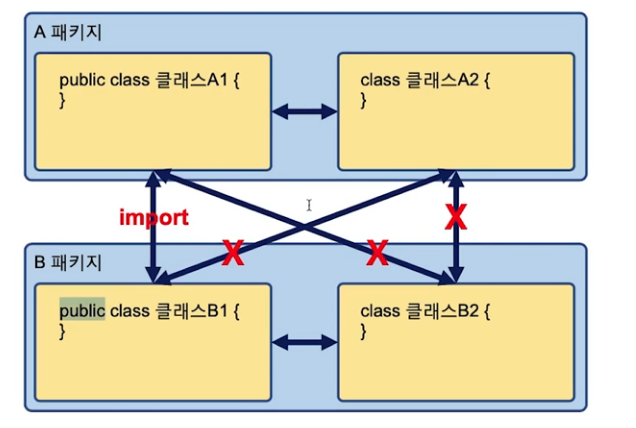 A 패키지
public class 클래스A1 {
}
class 클래스A2 {
}
import
X
X
X
B 패키지
public class 클래스B1 {
}
class 클래스B2 {
}